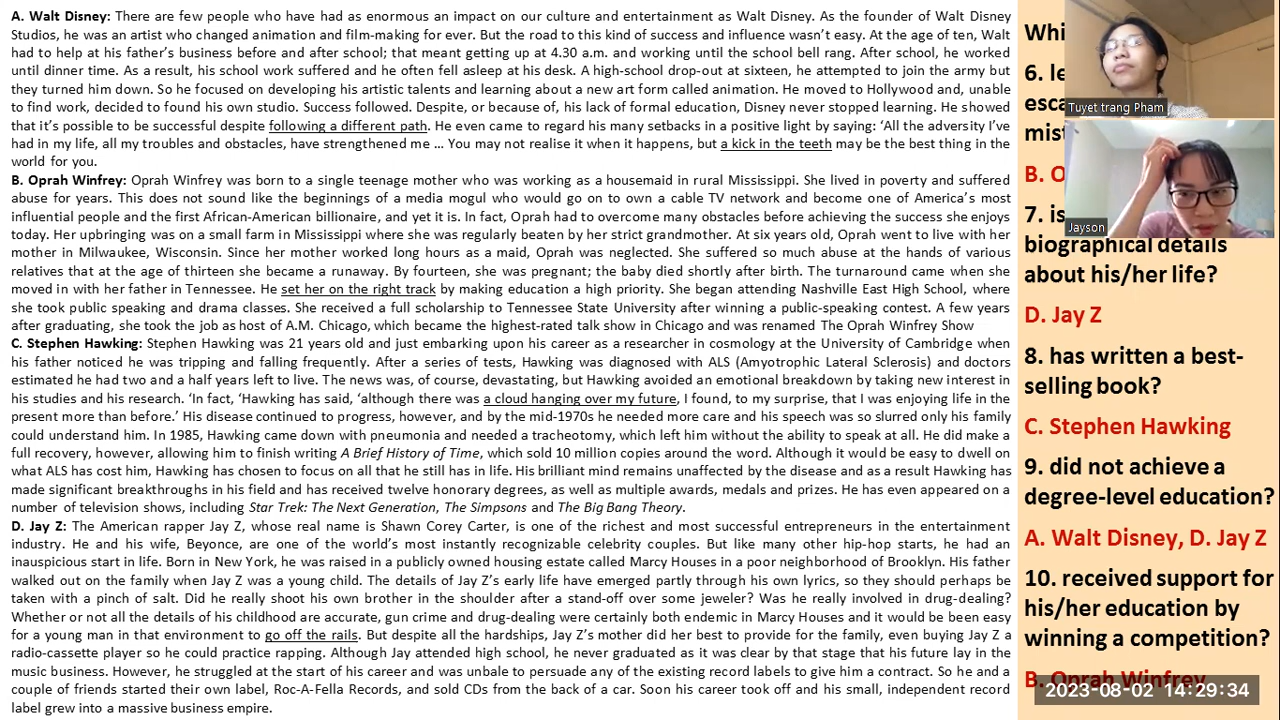 A. Walt Disney: There are few people who have had as enormous an impact on our culture and entertainment as Walt Disney. As the founder of Walt Disney
Studios, he was an artist who changed animation and film-making for ever. But the road to this kind of success and influence wasn't easy. At the age of ten, Walt
had to help at his father's business before and after school; that meant getting up at 4.30 a.m. and working until the school bell rang. After school, he worked
until dinner time. As a result, his school work suffered and he often fell asleep at his desk. A high-school drop-out at sixteen, he attempted to join the army but
they turned him down. So he focused on developing his artistic talents and learning about a new art form called animation. He moved to Hollywood and, unable
to find work, decided to found his own studio. Success followed. Despite, or because of, his lack of formal education, Disney never stopped learning. He showed
that it's possible to be successful despite following a different path. He even came to regard his many setbacks in a positive light by saying: 'All the adversity I've
had in my life, all my troubles and obstacles, have strengthened me ... You may not realise it when it happens, but a kick in the teeth may be the best thing in the
world for you.
B. Oprah Winfrey: Oprah Winfrey was born to a single teenage mother who was working as a housemaid in rural Mississippi. She lived in poverty and suffered
abuse for years. This does not sound like the beginnings of a media mogul who would go on to own a cable TV network and become one of America's most
influential people and the first African-American billionaire, and yet it is. In fact, Oprah had to overcome many obstacles before achieving the success she enjoys
today. Her upbringing was on a small farm in Mississippi where she was regularly beaten by her strict grandmother. At six years old, Oprah went to live with her
mother in Milwaukee, Wisconsin. Since her mother worked long hours as a maid, Oprah was neglected. She suffered so much abuse at the hands of various
relatives that at the age of thirteen she became a runaway. By fourteen, she was pregnant; the baby died shortly after birth. The turnaround came when she
moved in with her father in Tennessee. He set her on the right track by making education a high priority. She began attending Nashville East High School, where
she took public speaking and drama classes. She received a full scholarship to Tennessee State University after winning a public-speaking contest. A few years
after graduating, she took the job as host of A.M. Chicago, which became the highest-rated talk show in Chicago and was renamed The Oprah Winfrey Show
C. Stephen Hawking: Stephen Hawking was 21 years old and just embarking upon his career as a researcher in cosmology at the University of Cambridge when
his father noticed he was tripping and falling frequently. After a series of tests, Hawking was diagnosed with ALS (Amyotrophic Lateral Sclerosis) and doctors
estimated he had two and a half years left to live. The news was, of course, devastating, but Hawking avoided an emotional breakdown by taking new interest in
his studies and his research. 'In fact, 'Hawking has said, 'although there was a cloud hanging over my future, I found, to my surprise, that I was enjoying life in the
present more than before.' His disease continued to progress, however, and by the mid-1970s he needed more care and his speech was so slurred only his family
could understand him. In 1985, Hawking came down with pneumonia and needed a tracheotomy, which left him without the ability to speak at all. He did make a
full recovery, however, allowing him to finish writing A Brief History of Time, which sold 10 million copies around the word. Although it would be easy to dwell on
what ALS has cost him, Hawking has chosen to focus on all that he still has in life. His brilliant mind remains unaffected by the disease and as a result Hawking has
made significant breakthroughs in his field and has received twelve honorary degrees, as well as multiple awards, medals and prizes. He has even appeared on a
number of television shows, including Star Trek: The Next Generation, The Simpsons and The Big Bang Theory.
D. Jay Z: The American rapper Jay Z, whose real name is Shawn Corey Carter, is one of the richest and most successful entrepreneurs in the entertainment
industry. He and his wife, Beyonce, are one of the world's most instantly recognizable celebrity couples. But like many other hip-hop starts, he had an
inauspicious start in life. Born in New York, he was raised in a publicly owned housing estate called Marcy Houses in a poor neighborhood of Brooklyn. His father
walked out on the family when Jay Z was a young child. The details of Jay Z's early life have emerged partly through his own lyrics, so they should perhaps be
taken with a pinch of salt. Did he really shoot his own brother in the shoulder after a stand-off over some jeweler? Was he really involved in drug-dealing?
Whether or not all the details of his childhood are accurate, gun crime and drug-dealing were certainly both endemic in Marcy Houses and it would be been easy
for a young man in that environment to go off the rails. But despite all the hardships, Jay Z's mother did her best to provide for the family, even buying Jay Z a
radio-cassette player so he could practice rapping. Although Jay attended high school, he never graduated as it was clear by that stage that his future lay in the
music business. However, he struggled at the start of his career and was unbale to persuade any of the existing record labels to give him a contract. So he and a
couple of friends started their own label, Roc-A-Fella Records, and sold CDs from the back of a car. Soon his career took off and his small, independent record
label grew into a massive business empire.
Whi
6. le
esca
mist
B. O
7. is
biographical details
about his/her life?
D. Jay Z
8. has written a best-
selling book?
C. Stephen Hawking
9. did not achieve a
degree-level education?
A. Walt Disney, D. Jay Z
10. received support for
his/her education by
winning a competition?
B. Oprah Winfrey
Tuyet trang Pham
Jayson
2023-08-02 14:29:34